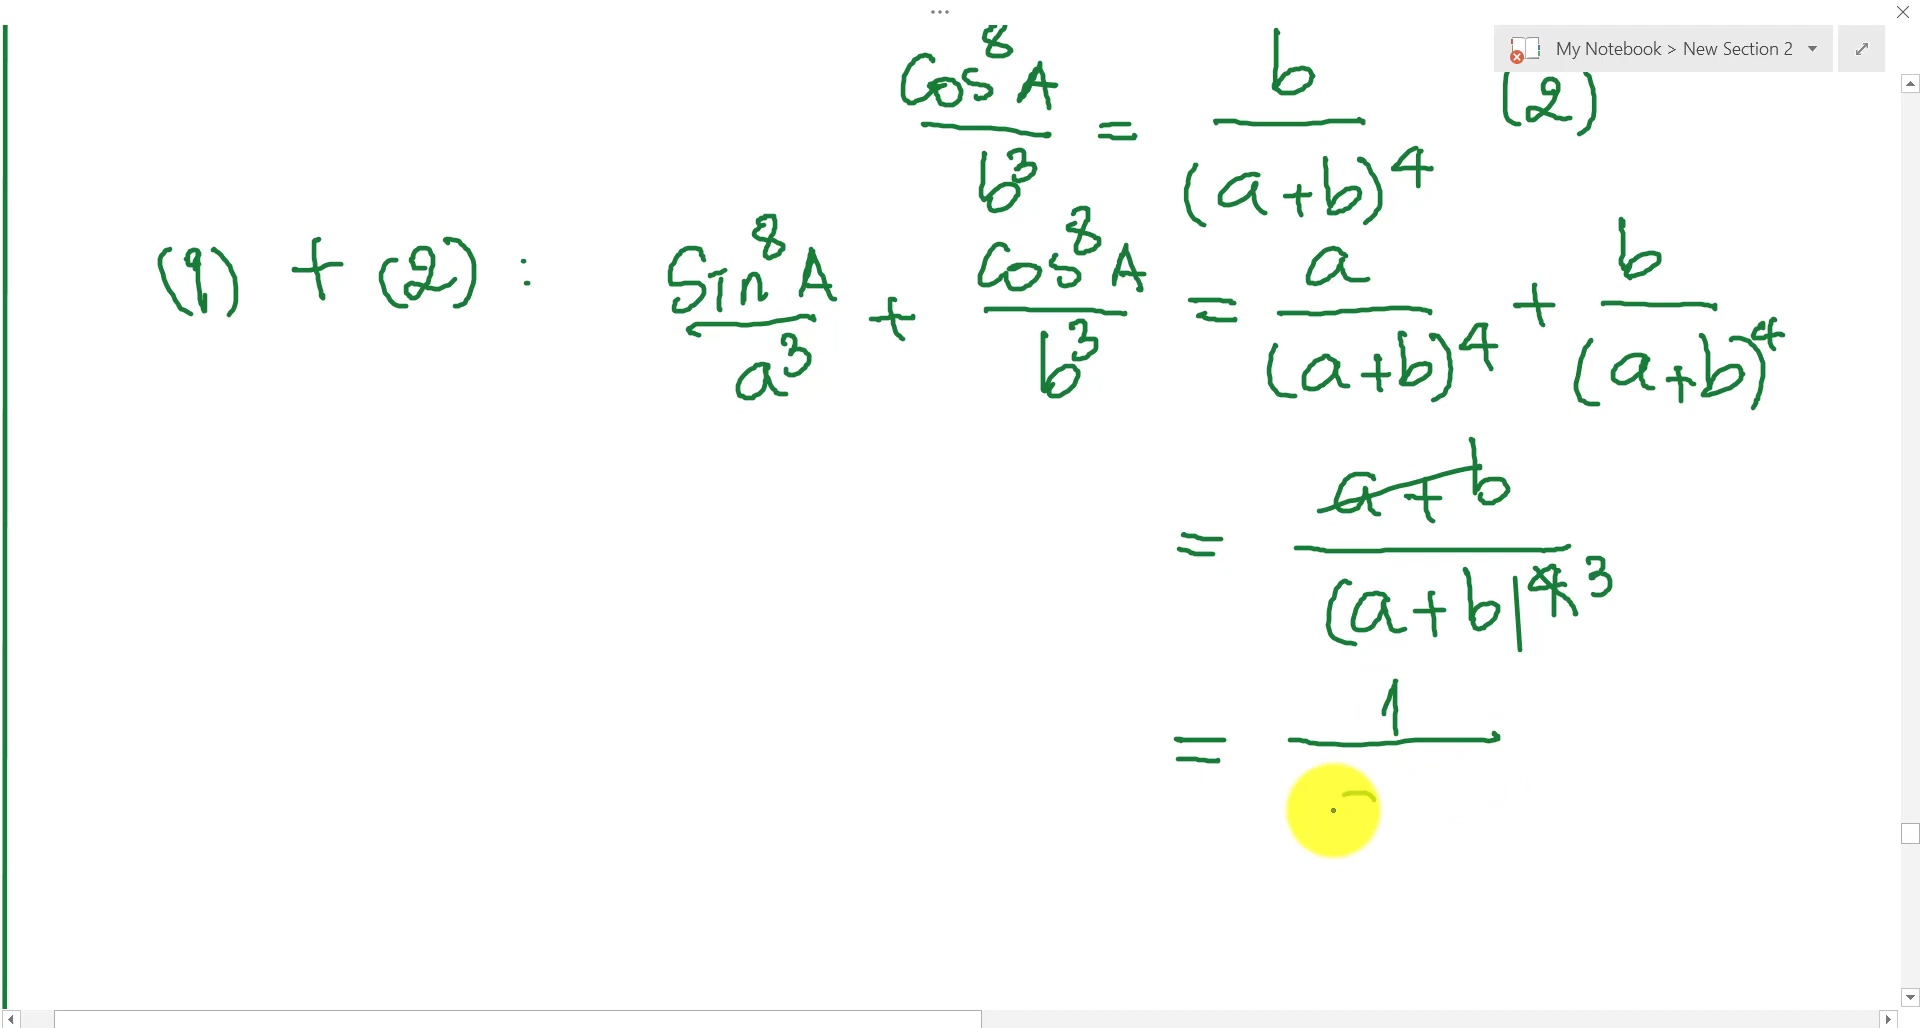 My Notebook > New Section 2
Cos⁸A / b³ = b / (a+b)⁴ (2)
(1) + (2) : Sin⁸A / a³ + Cos⁸A / b³ = a / (a+b)⁴ + b / (a+b)⁴
= a+b / (a+b)⁴ ³
= 1